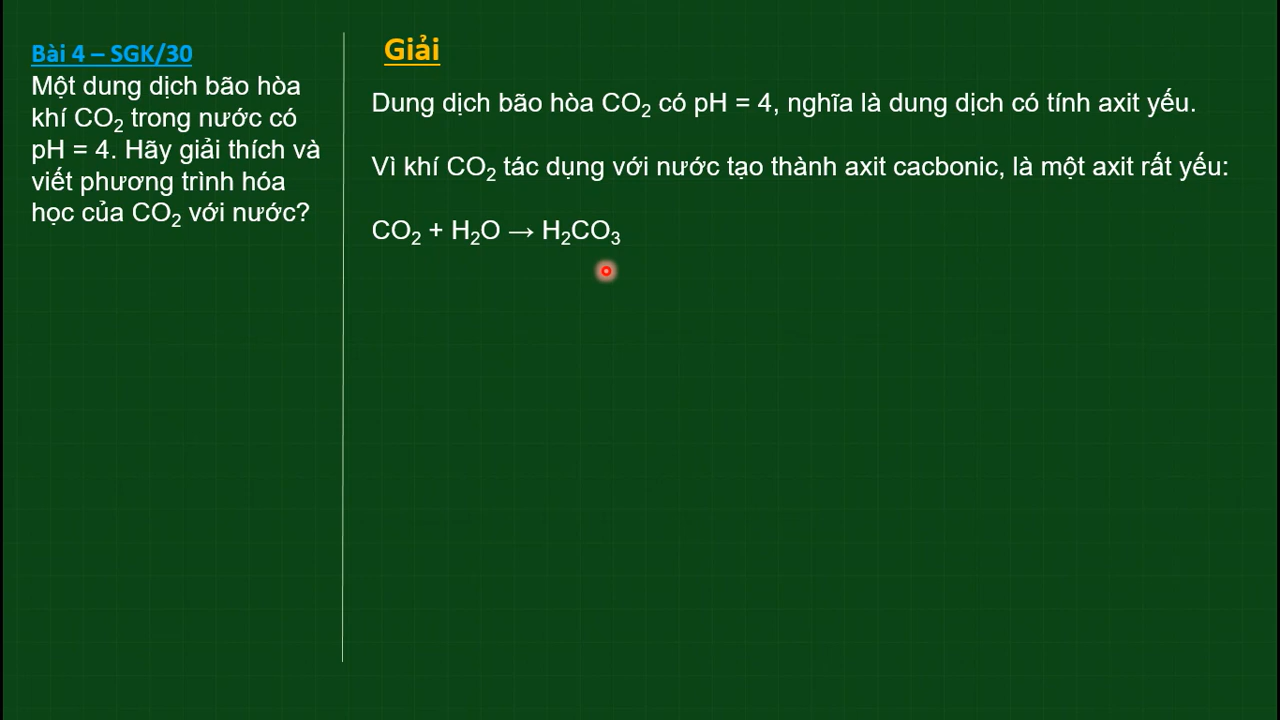 Bài 4 – SGK/30
Một dung dịch bão hòa
khí CO₂ trong nước có
pH = 4. Hãy giải thích và
viết phương trình hóa
học của CO₂ với nước?
Giải
Dung dịch bão hòa CO₂ có pH = 4, nghĩa là dung dịch có tính axit yếu.
Vì khí CO₂ tác dụng với nước tạo thành axit cacbonic, là một axit rất yếu:
CO₂ + H₂O → H₂CO₃